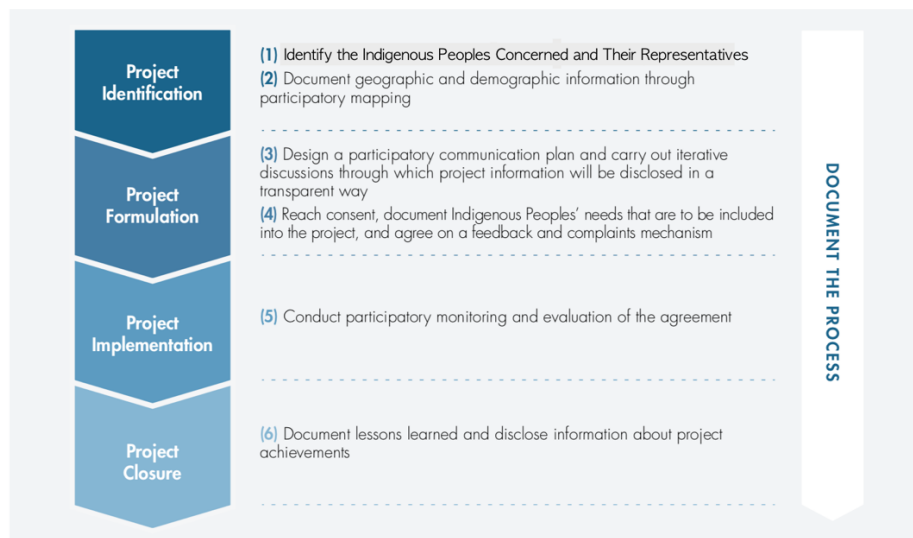 Project
Identification
(1) Identify the Indigenous Peoples Concerned and Their Representatives
(2) Document geographic and demographic information through
participatory mapping
Project
Formulation
(3) Design a participatory communication plan and carry out iterative
discussions through which project information will be disclosed in a
transparent way
(4) Reach consent, document Indigenous Peoples’ needs that are to be included
into the project, and agree on a feedback and complaints mechanism
Project
Implementation
(5) Conduct participatory monitoring and evaluation of the agreement
Project
Closure
(6) Document lessons learned and disclose information about project
achievements
DOCUMENT THE PROCESS